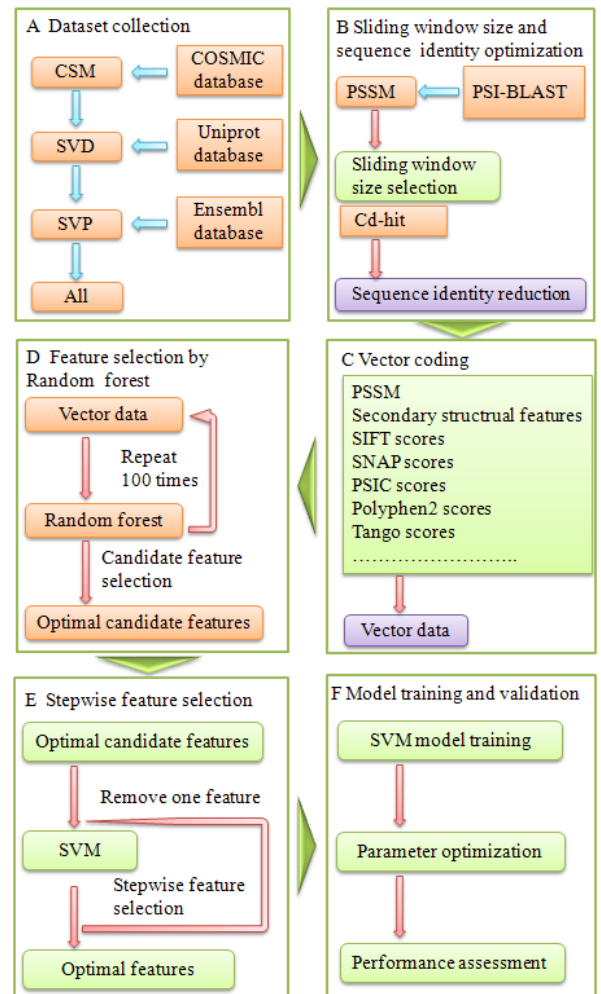 A Dataset collection
CSM
COSMIC
database
SVD
Uniprot
database
SVP
Ensembl
database
All
B Sliding window size and
sequence identity optimization
PSSM
PSI-BLAST
Sliding window
size selection
Cd-hit
Sequence identity reduction
C Vector coding
PSSM
Secondary structrual features
SIFT scores
SNAP scores
PSIC scores
Polyphen2 scores
Tango scores
……………………..
Vector data
D Feature selection by
Random forest
Vector data
Repeat
100 times
Random forest
Candidate feature
selection
Optimal candidate features
E Stepwise feature selection
Optimal candidate features
Remove one feature
SVM
Stepwise feature
selection
Optimal features
F Model training and validation
SVM model training
Parameter optimization
Performance assessment